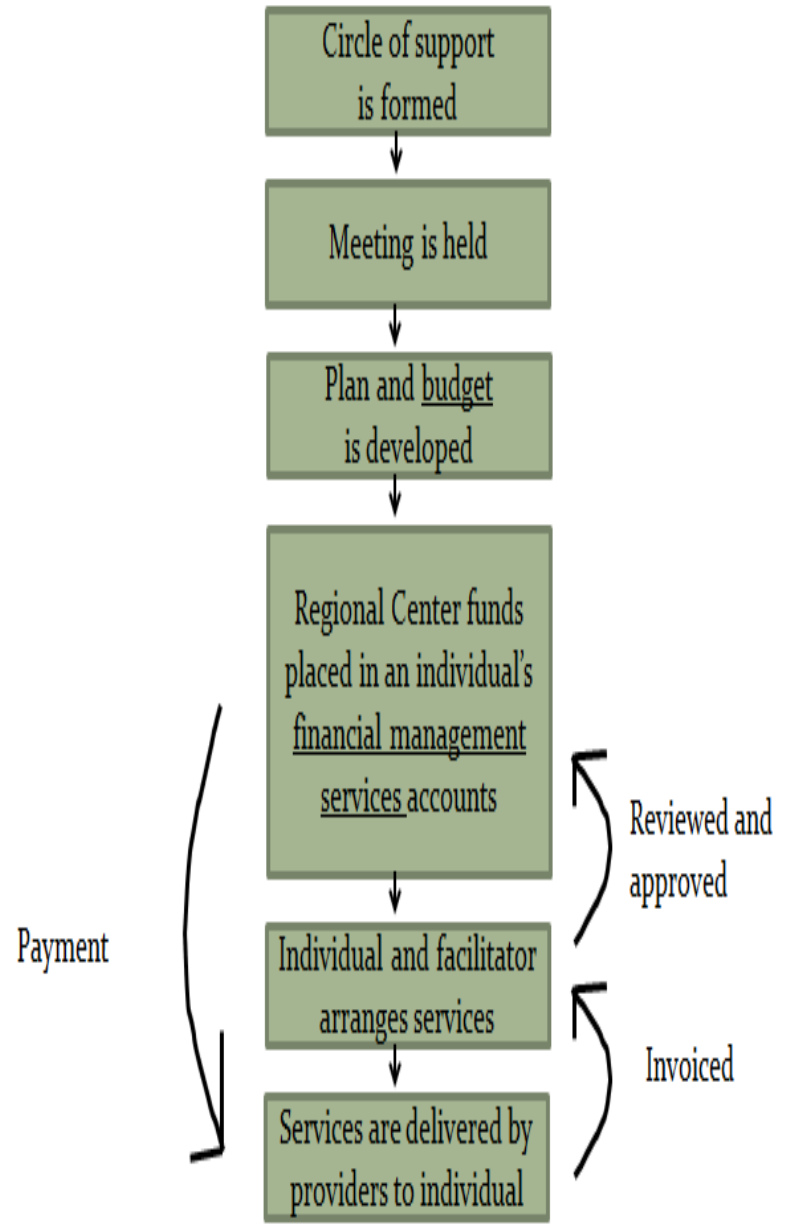 Circle of support
is formed
Meeting is held
Plan and budget
is developed
Regional Center funds
placed in an individual's
financial management
services accounts
Reviewed and
approved
Payment
Individual and facilitator
arranges services
Invoiced
Services are delivered by
providers to individual